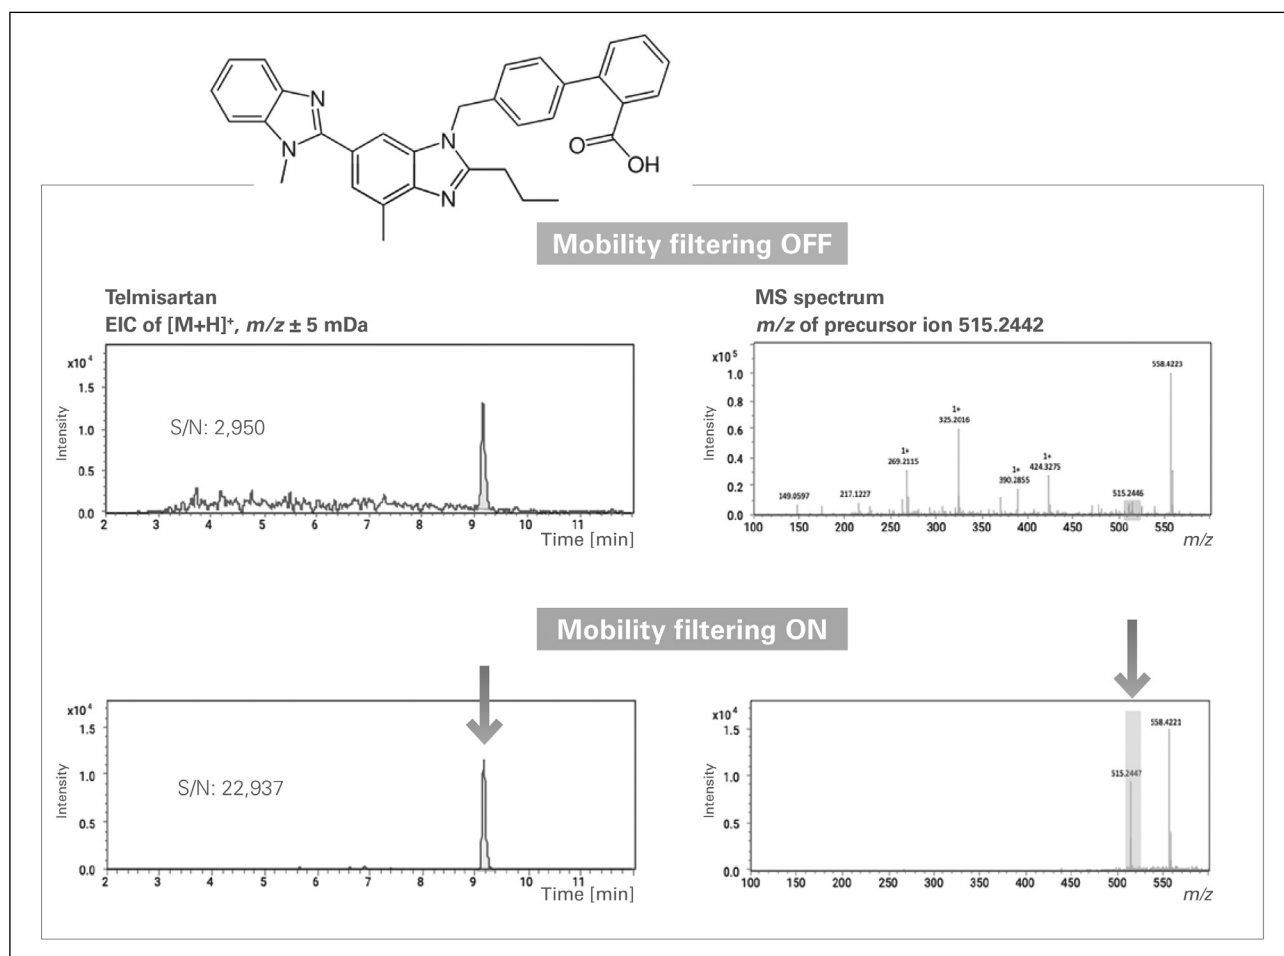 N
N
N
N
O
OH
Mobility filtering OFF
Telmisartan
EIC of [M+H]⁺, m/z ± 5 mDa
MS spectrum
m/z of precursor ion 515.2442
x10⁴
1.5
1.0
0.5
0.0
Intensity
S/N: 2,950
2 3 4 5 6 7 8 9 10 11
Time [min]
x10⁵
1.0
0.8
0.6
0.4
0.2
0.0
Intensity
149.0597
217.1227
1+
269.2115
1+
325.2016
1+
390.2855
1+
424.3275
515.2446
558.4223
100 150 200 250 300 350 400 450 500 550
m/z
Mobility filtering ON
x10⁴
1.5
1.0
0.5
0.0
Intensity
S/N: 22,937
2 3 4 5 6 7 8 9 10 11
Time [min]
x10⁴
1.5
1.0
0.5
0.0
Intensity
515.2447
558.4221
100 150 200 250 300 350 400 450 500 550
m/z